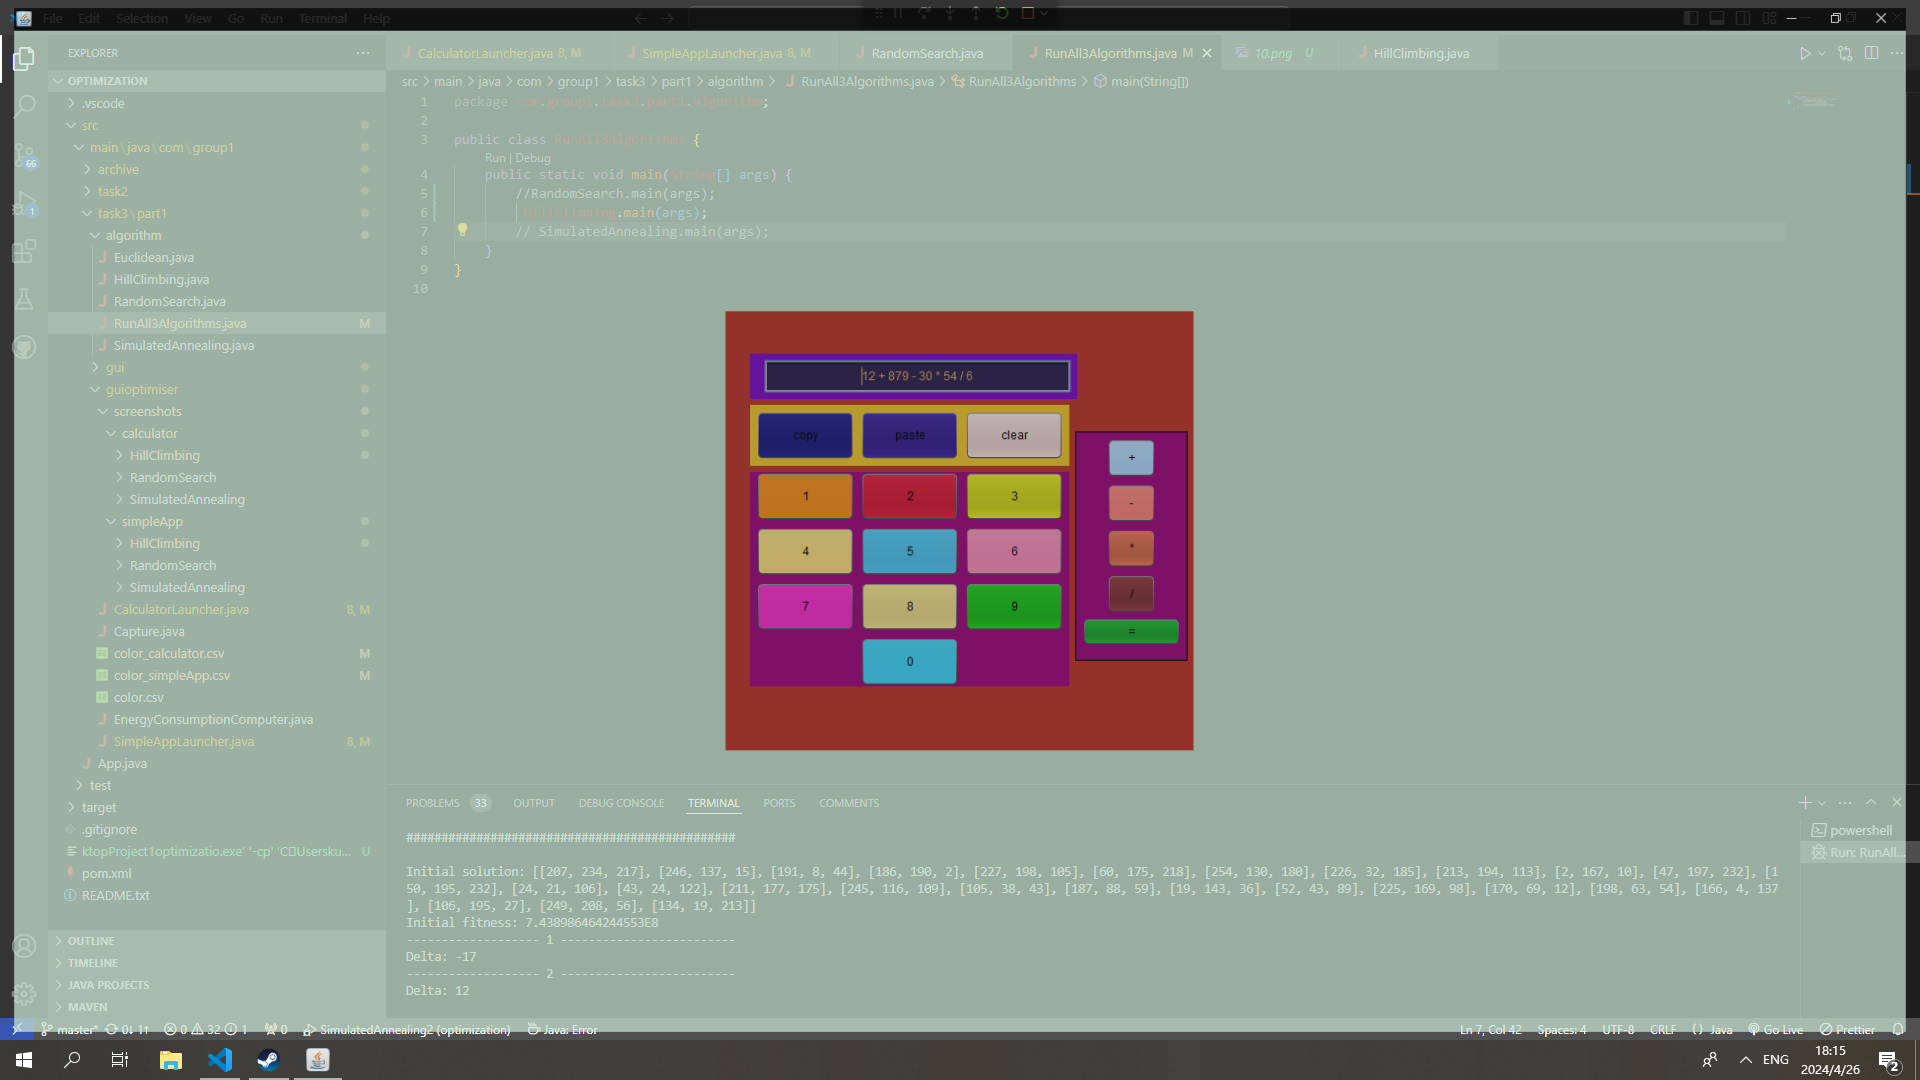 File Edit Selection View Go Run Terminal Help
EXPLORER
OPTIMIZATION
.vscode
src
main\java\com\group1
archive
task2
task3\part1
algorithm
Euclidean.java
HillClimbing.java
RandomSearch.java
RunAll3Algorithms.java M
SimulatedAnnealing.java
gui
guioptimiser
screenshots
calculator
HillClimbing
RandomSearch
SimulatedAnnealing
simpleApp
HillClimbing
RandomSearch
SimulatedAnnealing
CalculatorLauncher.java 8, M
Capture.java
color_calculator.csv M
color_simpleApp.csv M
color.csv
EnergyConsumptionComputer.java
SimpleAppLauncher.java 8, M
App.java
test
target
.gitignore
pom.xml
README.txt
OUTLINE
TIMELINE
JAVA PROJECTS
MAVEN
66
1
CalculatorLauncher.java 8, M SimpleAppLauncher.java 8, M RandomSearch.java RunAll3Algorithms.java M 10.png U HillClimbing.java
src > main > java > com > group1 > task3 > part1 > algorithm > RunAll3Algorithms.java > RunAll3Algorithms > main(String[])
1 package com.group1.task3.part1.algorithm;
2
3 public class RunAll3Algorithms {
Run | Debug
4 public static void main(String[] args) {
5 //RandomSearch.main(args);
6 HillClimbing.main(args);
7 // SimulatedAnnealing.main(args);
8 }
9 }
10
12 + 879 - 30 * 54 / 6
copy paste clear
1 2 3
4 5 6
7 8 9
0
+
-
*
/
=
PROBLEMS 33 OUTPUT DEBUG CONSOLE TERMINAL PORTS COMMENTS
powershell
Run: RunAll...
Initial solution: [[207, 234, 217], [246, 137, 15], [191, 8, 44], [186, 190, 2], [227, 198, 105], [60, 175, 218], [254, 130, 180], [226, 32, 185], [213, 194, 113], [2, 167, 10], [47, 197, 232], [1
50, 195, 232], [24, 21, 106], [43, 24, 122], [211, 177, 175], [245, 116, 109], [105, 38, 43], [187, 88, 59], [19, 143, 36], [52, 43, 89], [225, 169, 98], [170, 69, 12], [198, 63, 54], [166, 4, 137
], [106, 195, 27], [249, 208, 56], [134, 19, 213]]
Initial fitness: 7.438986464244553E8
------------------- 1 -------------------------
Delta: -17
------------------- 2 -------------------------
Delta: 12
master* 0↓ 1↑ 0 32 1 0 SimulatedAnnealing2 (optimization) Java: Error
Ln 7, Col 42 Spaces: 4 UTF-8 CRLF {} Java Go Live Prettier
ENG
18:15
2024/4/26
2